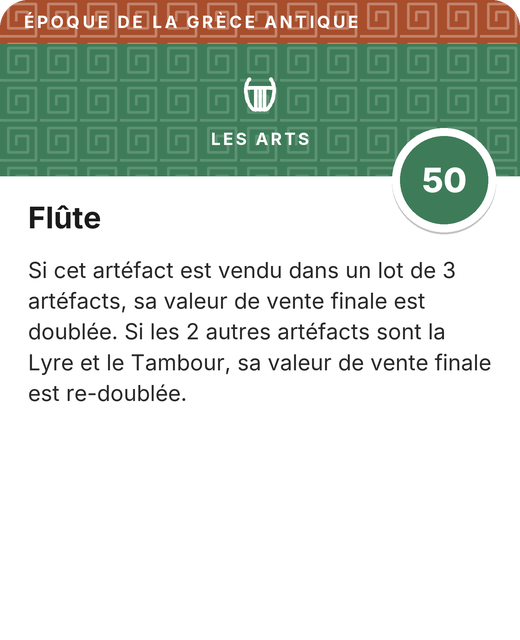 ÉPOQUE DE LA GRÈCE ANTIQUE
LES ARTS
50
Flûte
Si cet artéfact est vendu dans un lot de 3
artéfacts, sa valeur de vente finale est
doublée. Si les 2 autres artéfacts sont la
Lyre et le Tambour, sa valeur de vente finale
est re-doublée.